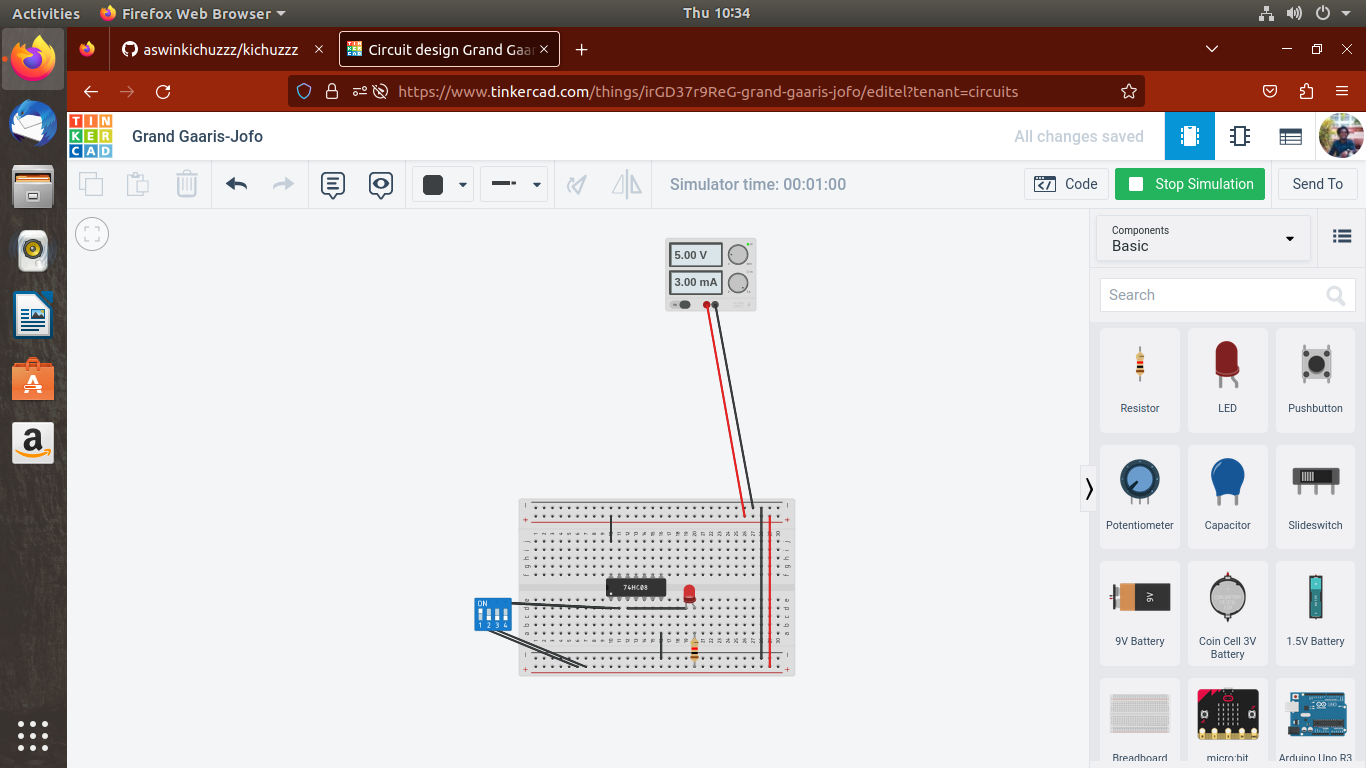 Activities Firefox Web Browser Thu 10:34
aswinkichuzzz/kichuzzz Circuit design Grand Gaar
https://www.tinkercad.com/things/irGD37r9ReG-grand-gaaris-jofo/editel?tenant=circuits
TIN
KER
CAD
Grand Gaaris-Jofo All changes saved
Simulator time: 00:01:00 Code Stop Simulation Send To
Components
Basic
Search
Resistor LED Pushbutton
Potentiometer Capacitor Slideswitch
9V
9V Battery Coin Cell 3V Battery 1.5V Battery
Breadboard micro:bit Arduino Uno R3
5.00 V
3.00 mA
74HC08
ON
1 2 3 4